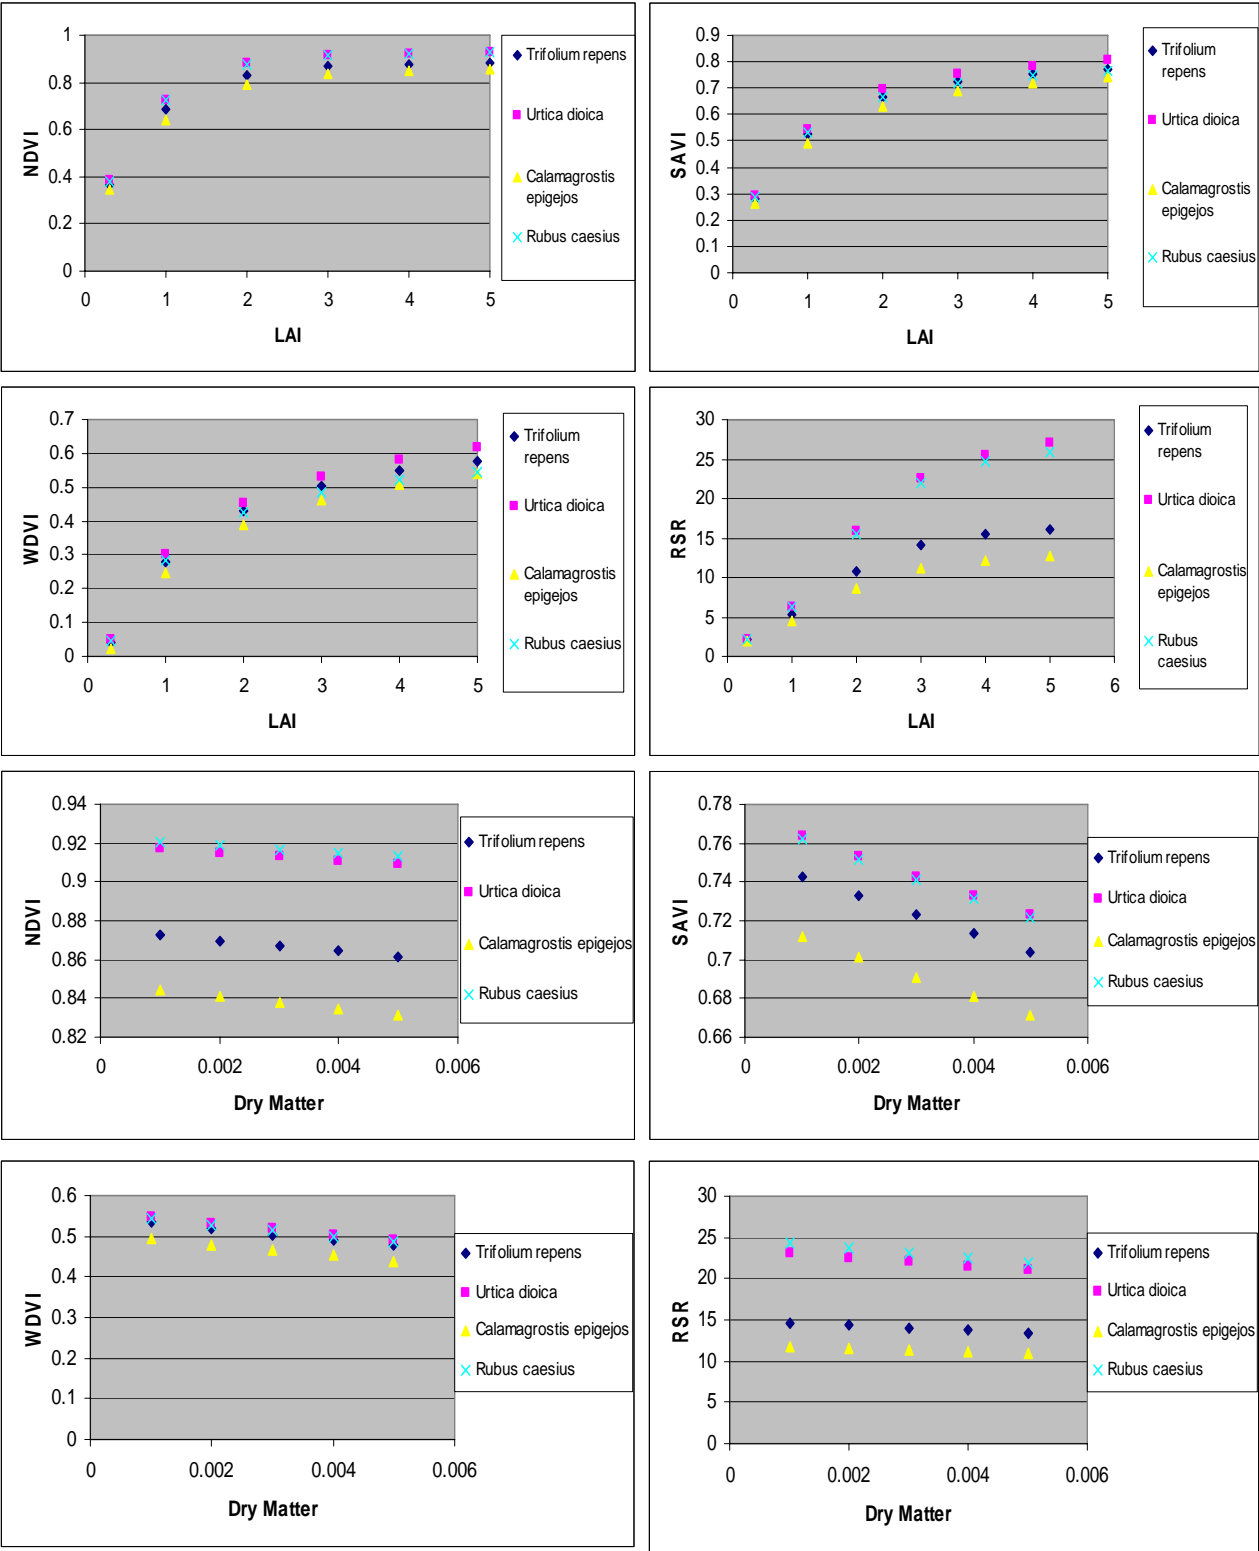 1
0.8
0.6
0.4
0.2
0
NDVI
0
1
2
3
4
5
LAI
Trifolium repens
Urtica dioica
Calamagrostis
epigejos
Rubus caesius
0.9
0.8
0.7
0.6
0.5
0.4
0.3
0.2
0.1
0
SAVI
0
1
2
3
4
5
LAI
Trifolium
repens
Urtica dioica
Calamagrostis
epigejos
Rubus caesius
0.7
0.6
0.5
0.4
0.3
0.2
0.1
0
WDVI
0
1
2
3
4
5
LAI
Trifolium
repens
Urtica dioica
Calamagrostis
epigejos
Rubus caesius
30
25
20
15
10
5
0
RSR
0
1
2
3
4
5
6
LAI
Trifolium
repens
Urtica dioica
Calamagrostis
epigejos
Rubus
caesius
0.94
0.92
0.9
0.88
0.86
0.84
0.82
NDVI
0
0.002
0.004
0.006
Dry Matter
Trifolium repens
Urtica dioica
Calamagrostis epigejos
Rubus caesius
0.78
0.76
0.74
0.72
0.7
0.68
0.66
SAVI
0
0.002
0.004
0.006
Dry Matter
Trifolium repens
Urtica dioica
Calamagrostis epigejos
Rubus caesius
0.6
0.5
0.4
0.3
0.2
0.1
0
WDVI
0
0.002
0.004
0.006
Dry Matter
Trifolium repens
Urtica dioica
Calamagrostis epigejos
Rubus caesius
30
25
20
15
10
5
0
RSR
0
0.002
0.004
0.006
Dry Matter
Trifolium repens
Urtica dioica
Calamagrostis epigejos
Rubus caesius